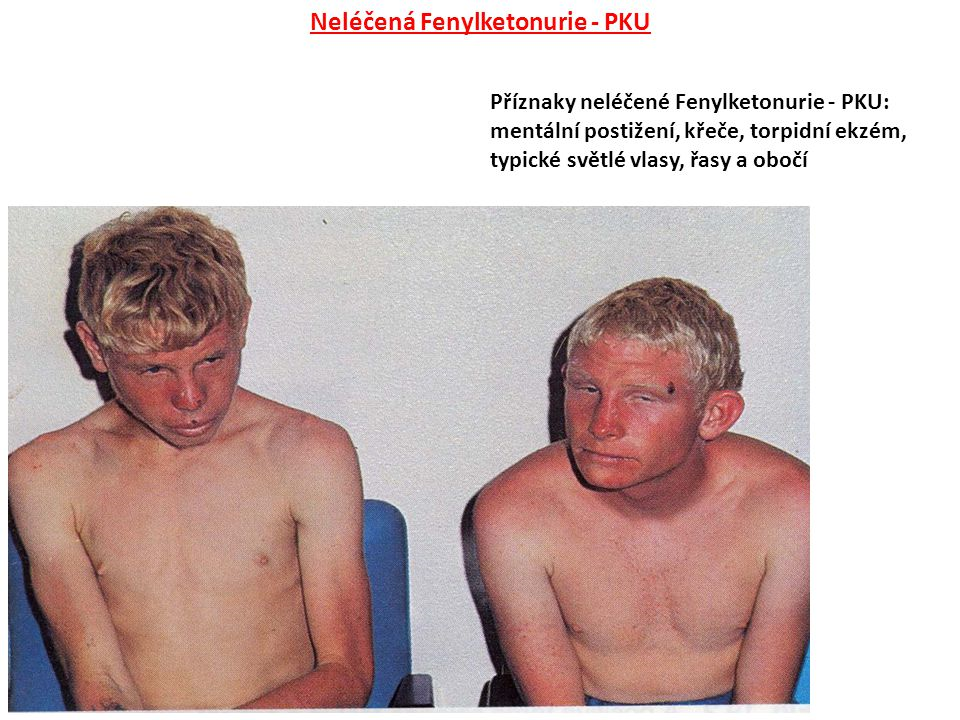 Neléčená Fenylketonurie - PKU
Příznaky neléčené Fenylketonurie - PKU:
mentální postižení, křeče, torpidní ekzém,
typické světlé vlasy, řasy a obočí